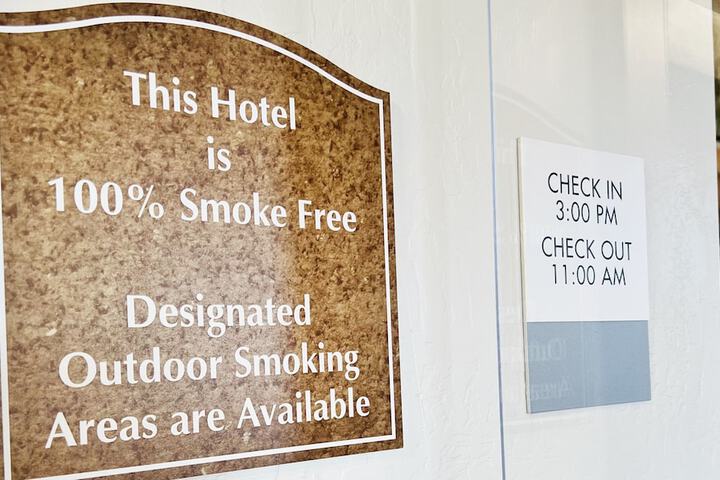 This Hotel
is
100% Smoke Free
Designated
Outdoor Smoking
Areas are Available
CHECK IN
3:00 PM
CHECK OUT
11:00 AM